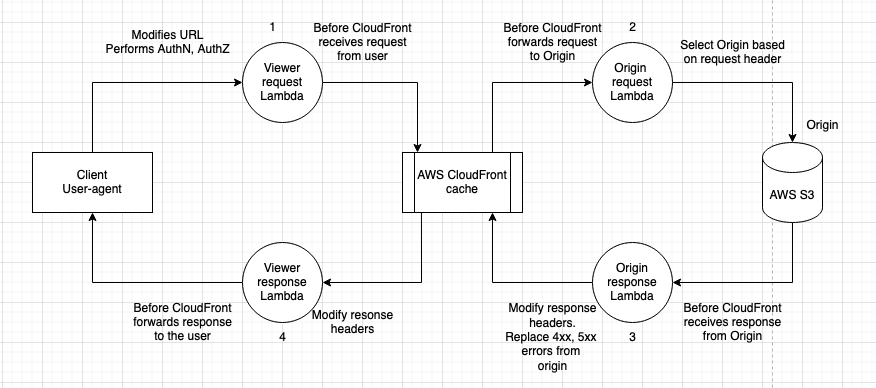 1
Modifies URL
Performs AuthN, AuthZ
Before CloudFront
receives request
from user
Viewer
request
Lambda
Before CloudFront
forwards request
to Origin
2
Origin
request
Lambda
Select Origin based
on request header
Origin
Client
User-agent
AWS CloudFront
cache
AWS S3
Viewer
response
Lambda
Before CloudFront
forwards response
to the user
4
Modify resonse
headers
Origin
response
Lambda
Modify response
headers.
Replace 4xx, 5xx
errors from
origin
3
Before CloudFront
receives response
from Origin